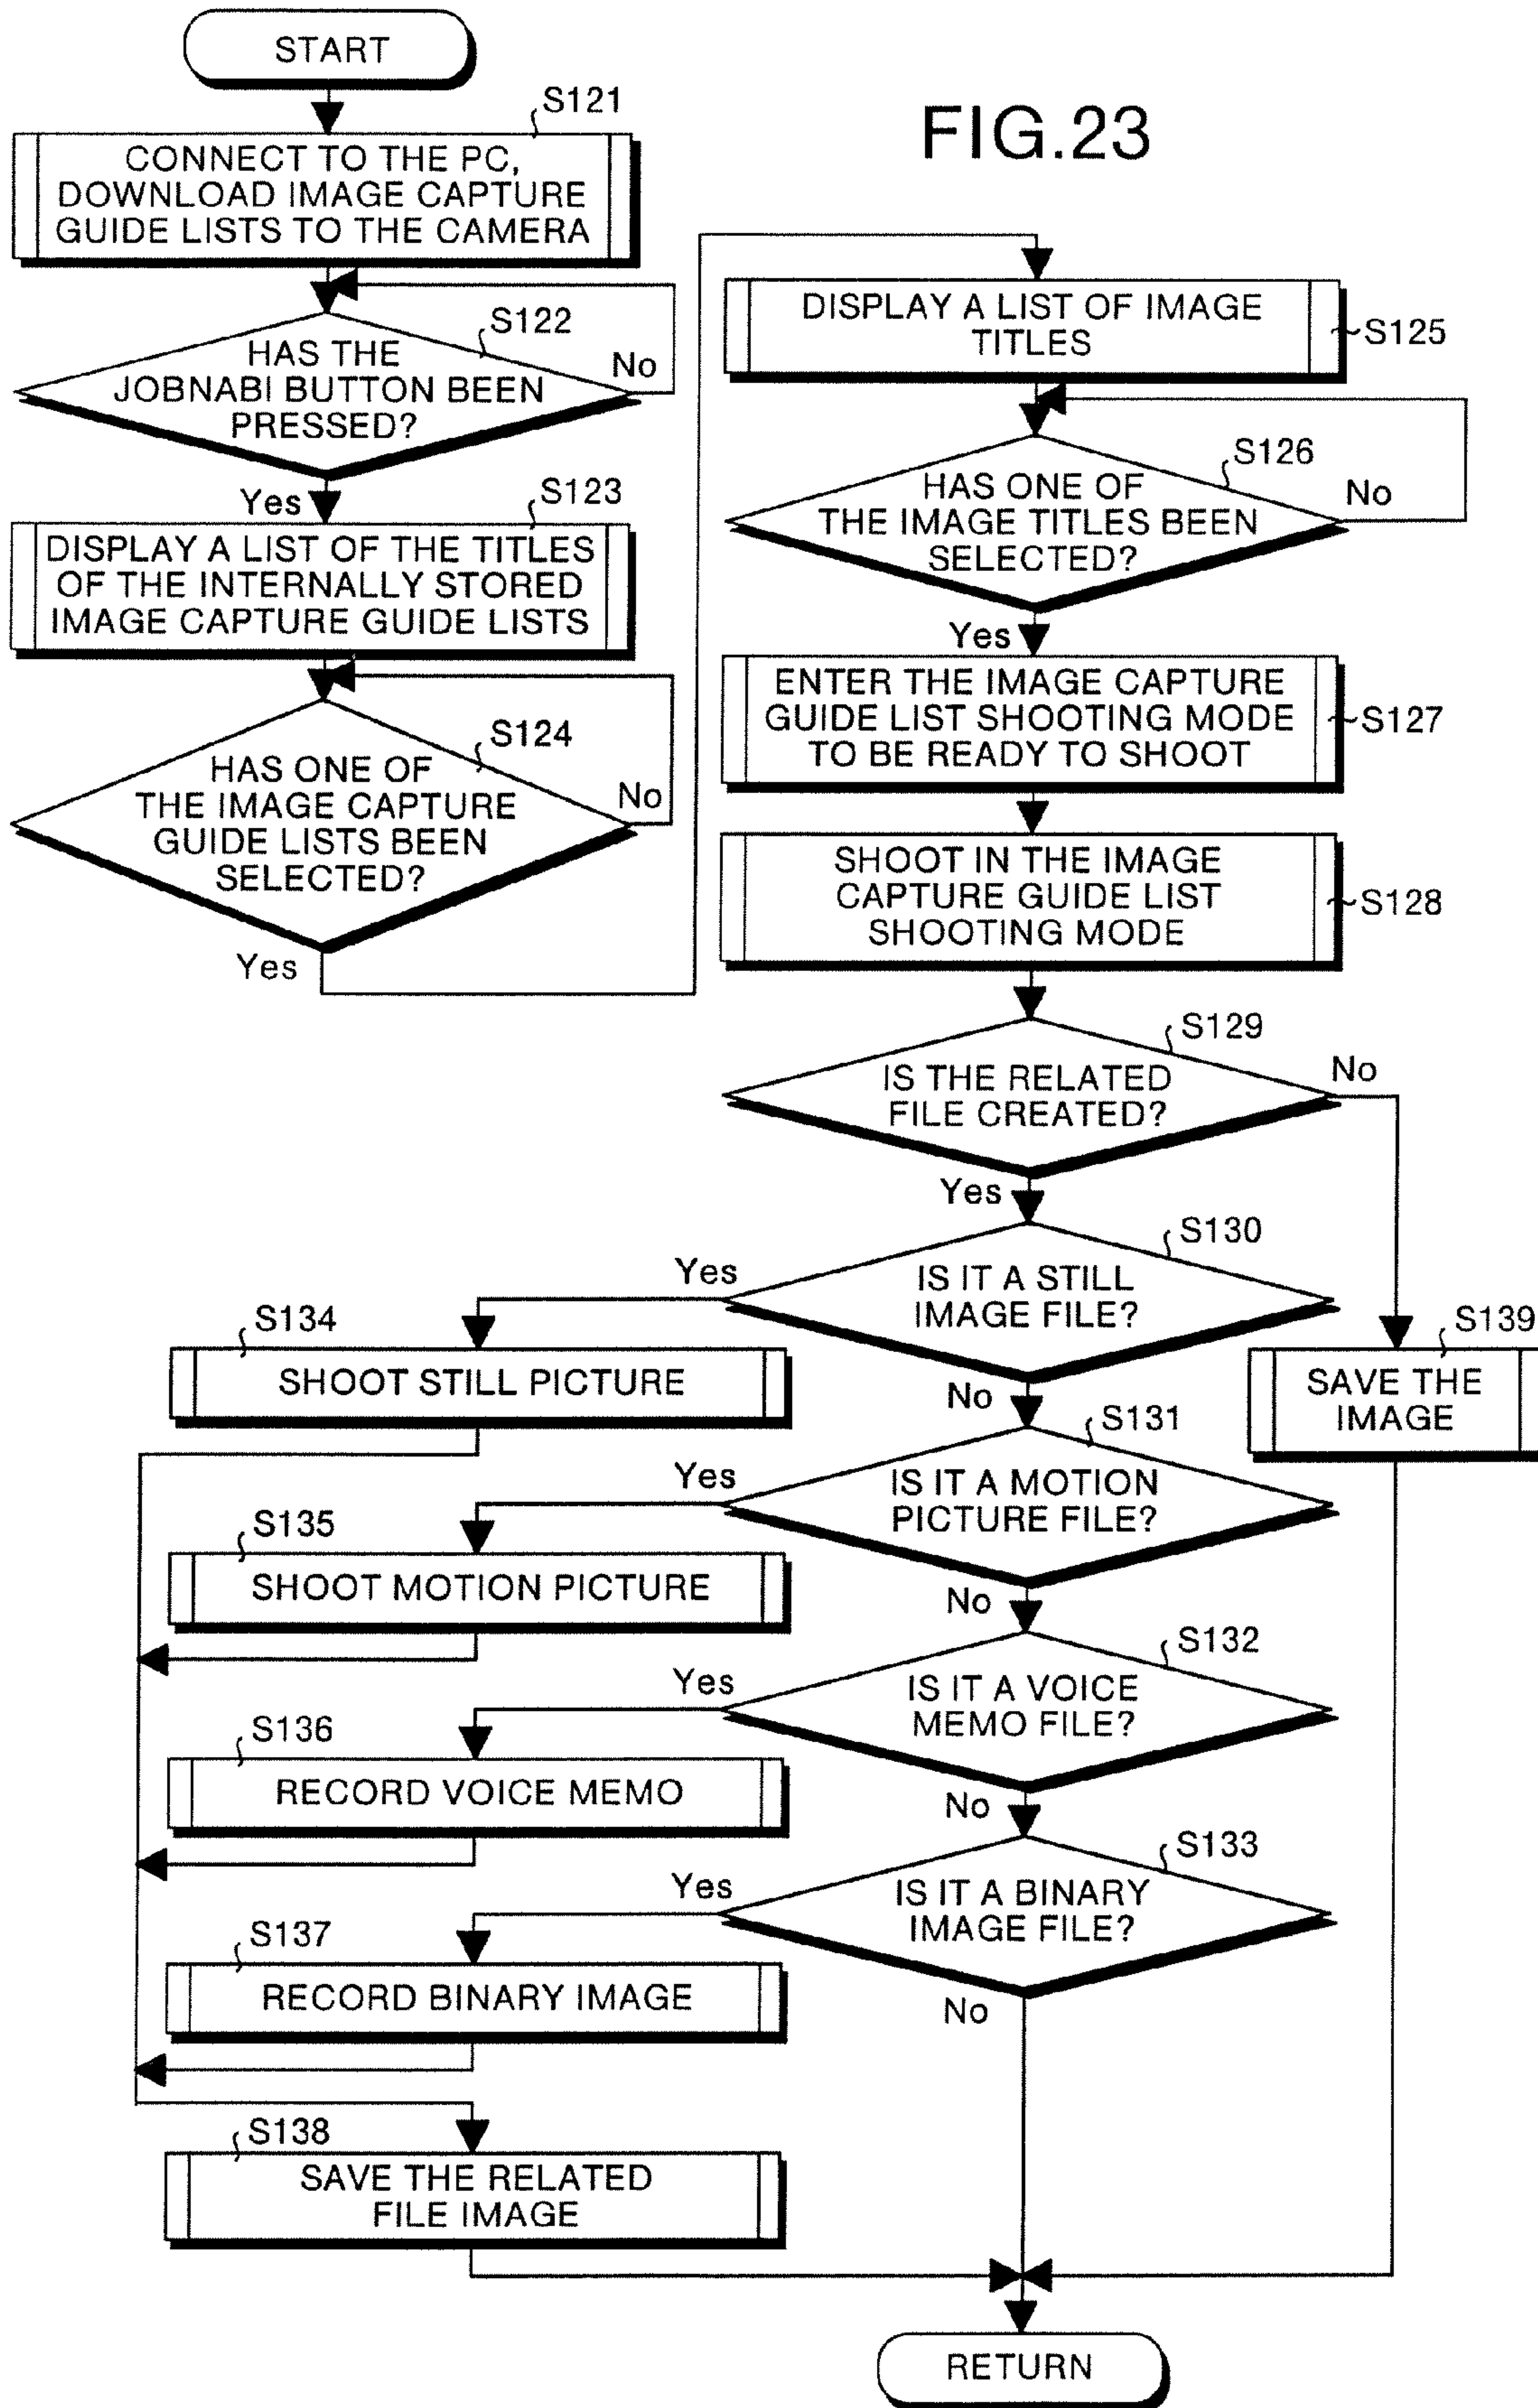 START
S121
CONNECT TO THE PC,
DOWNLOAD IMAGE CAPTURE
GUIDE LISTS TO THE CAMERA
S122
HAS THE
JOBNABI BUTTON BEEN
PRESSED?
No
Yes
S123
DISPLAY A LIST OF THE TITLES
OF THE INTERNALLY STORED
IMAGE CAPTURE GUIDE LISTS
S124
HAS ONE OF
THE IMAGE CAPTURE
GUIDE LISTS BEEN
SELECTED?
No
Yes
FIG.23
DISPLAY A LIST OF IMAGE
TITLES
S125
S126
HAS ONE OF
THE IMAGE TITLES BEEN
SELECTED?
No
Yes
ENTER THE IMAGE CAPTURE
GUIDE LIST SHOOTING MODE
TO BE READY TO SHOOT
S127
SHOOT IN THE IMAGE
CAPTURE GUIDE LIST
SHOOTING MODE
S128
S129
IS THE RELATED
FILE CREATED?
No
Yes
S130
IS IT A STILL
IMAGE FILE?
Yes
No
S134
SHOOT STILL PICTURE
S139
SAVE THE
IMAGE
S131
IS IT A MOTION
PICTURE FILE?
Yes
No
S135
SHOOT MOTION PICTURE
S132
IS IT A VOICE
MEMO FILE?
Yes
No
S136
RECORD VOICE MEMO
S133
IS IT A BINARY
IMAGE FILE?
Yes
No
S137
RECORD BINARY IMAGE
S138
SAVE THE RELATED
FILE IMAGE
RETURN